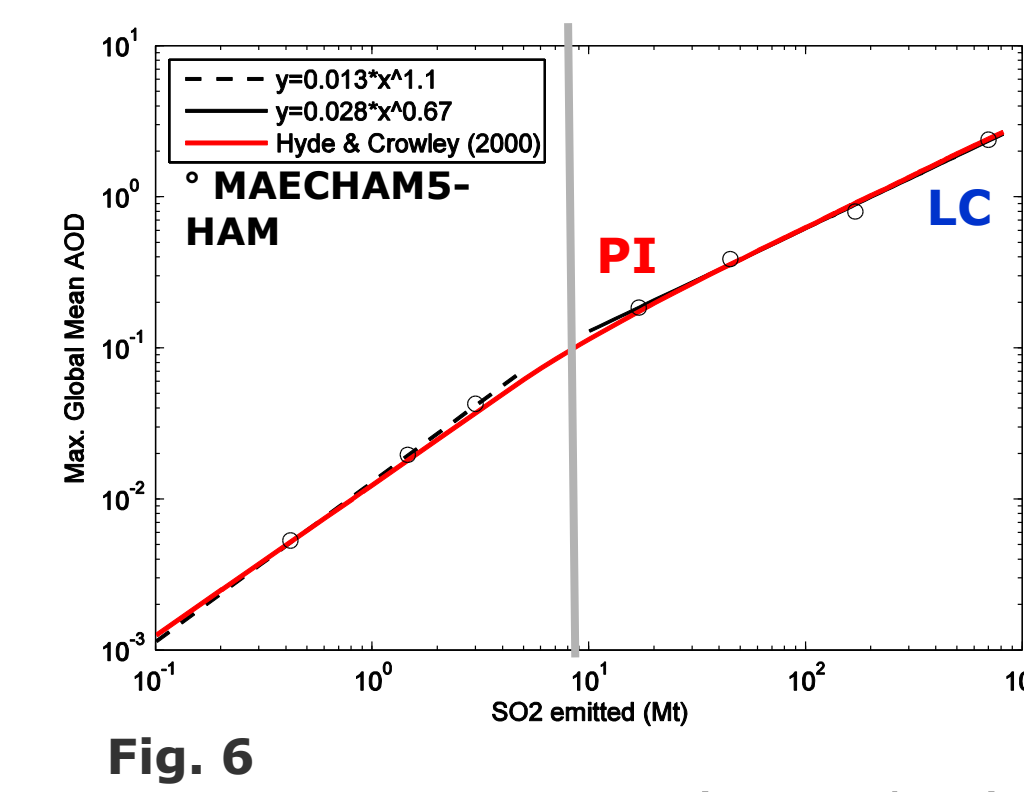 10^1
y=0.013*x^1.1
y=0.028*x^0.67
Hyde & Crowley (2000)
° MAECHAM5-
HAM
10^0
LC
PI
Max. Global Mean AOD
10^-1
10^-2
10^-3
10^-1 10^0 10^1 10^2
SO2 emitted (Mt)
Fig. 6